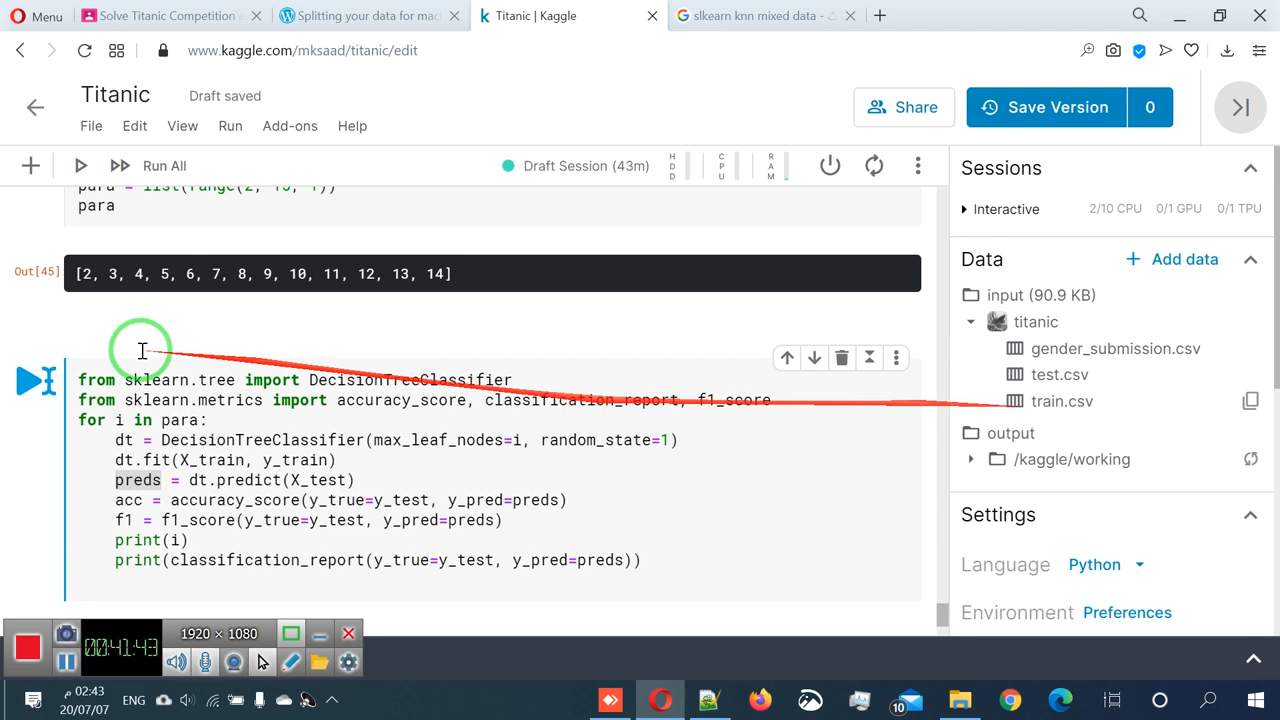 Menu
Solve Titanic Competition a
Splitting your data for mac
Titanic | Kaggle
slkearn knn mixed data -
www.kaggle.com/mksaad/titanic/edit
Titanic
Draft saved
Share
Save Version
0
File Edit View Run Add-ons Help
Run All
Draft Session (43m)
HDD
CPU
RAM
para
Out[45]
[2, 3, 4, 5, 6, 7, 8, 9, 10, 11, 12, 13, 14]
from sklearn.tree import DecisionTreeClassifier
from sklearn.metrics import accuracy_score, classification_report, f1_score
for i in para:
dt = DecisionTreeClassifier(max_leaf_nodes=i, random_state=1)
dt.fit(X_train, y_train)
preds = dt.predict(X_test)
acc = accuracy_score(y_true=y_test, y_pred=preds)
f1 = f1_score(y_true=y_test, y_pred=preds)
print(i)
print(classification_report(y_true=y_test, y_pred=preds))
Sessions
Interactive 2/10 CPU 0/1 GPU 0/1 TPU
Data
+ Add data
input (90.9 KB)
titanic
gender_submission.csv
test.csv
train.csv
output
/kaggle/working
Settings
Language Python
Environment Preferences
1920 × 1080
00:41:43
02:43 م
20/07/07
ENG
10